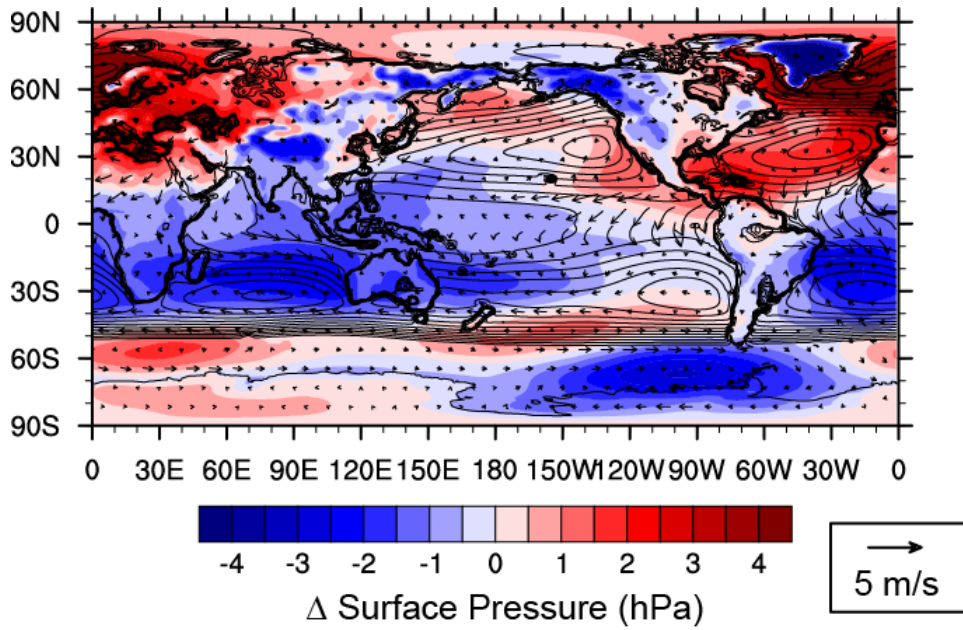 90N
60N
30N
0
30S
60S
90S
0 30E 60E 90E 120E 150E 180 150W 120W 90W 60W 30W 0
-4 -3 -2 -1 0 1 2 3 4
Δ Surface Pressure (hPa)
5 m/s